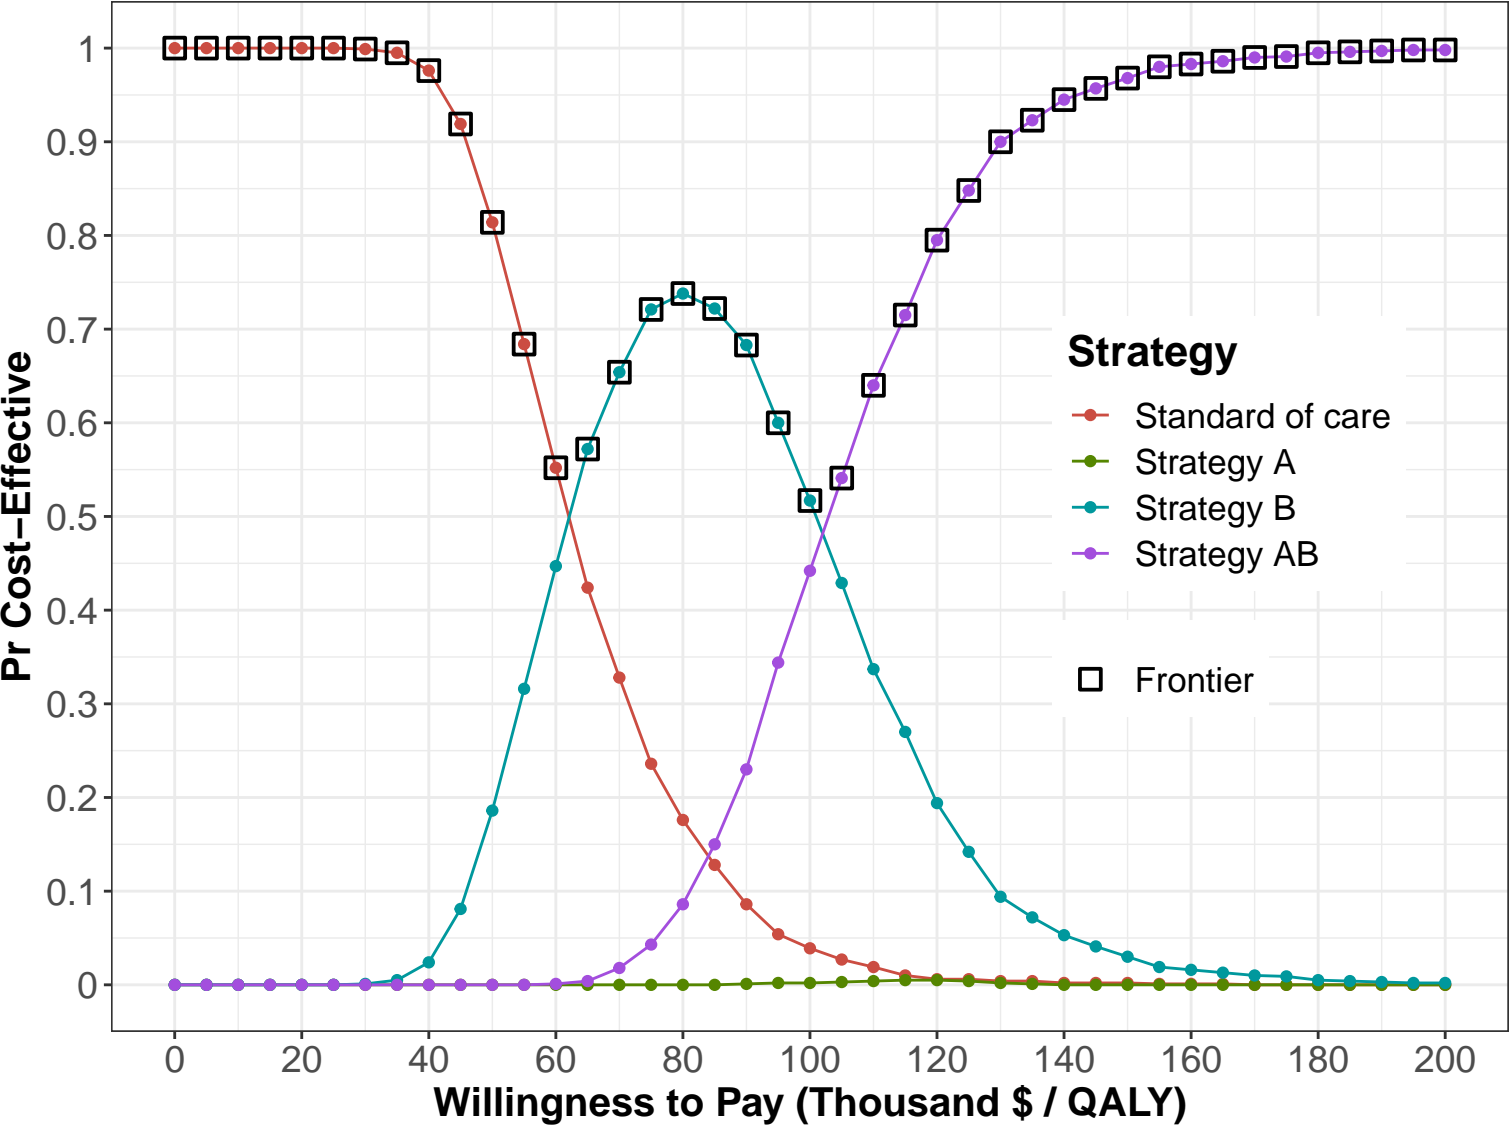 Pr Cost−Effective
1
0.9
0.8
0.7
0.6
0.5
0.4
0.3
0.2
0.1
0
Strategy
Standard of care
Strategy A
Strategy B
Strategy AB
Frontier
0 20 40 60 80 100 120 140 160 180 200
Willingness to Pay (Thousand $ / QALY)